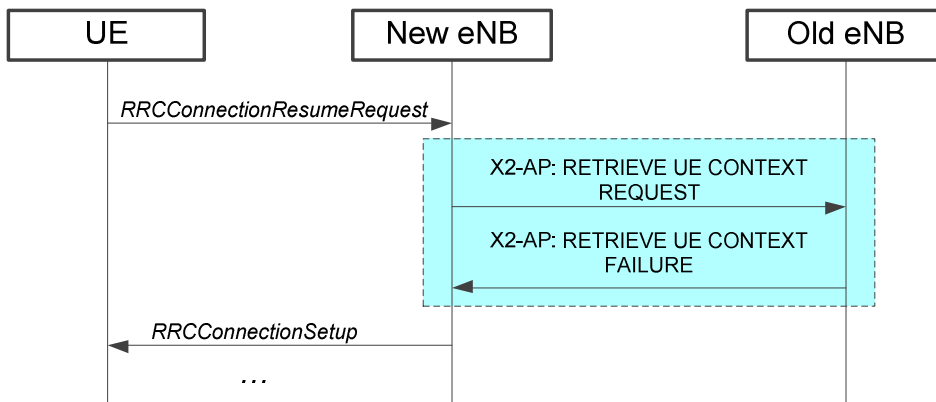 UE
New eNB
Old eNB
RRCConnectionResumeRequest
X2-AP: RETRIEVE UE CONTEXT
REQUEST
X2-AP: RETRIEVE UE CONTEXT
FAILURE
RRCConnectionSetup
...